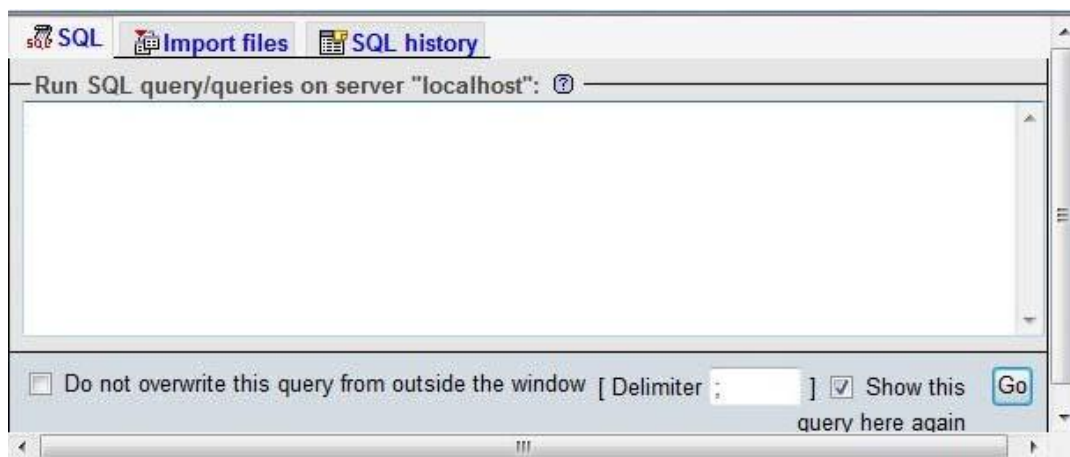 SQL Import files SQL history
Run SQL query/queries on server "localhost":
Do not overwrite this query from outside the window [ Delimiter ; ] Show this Go
query here again